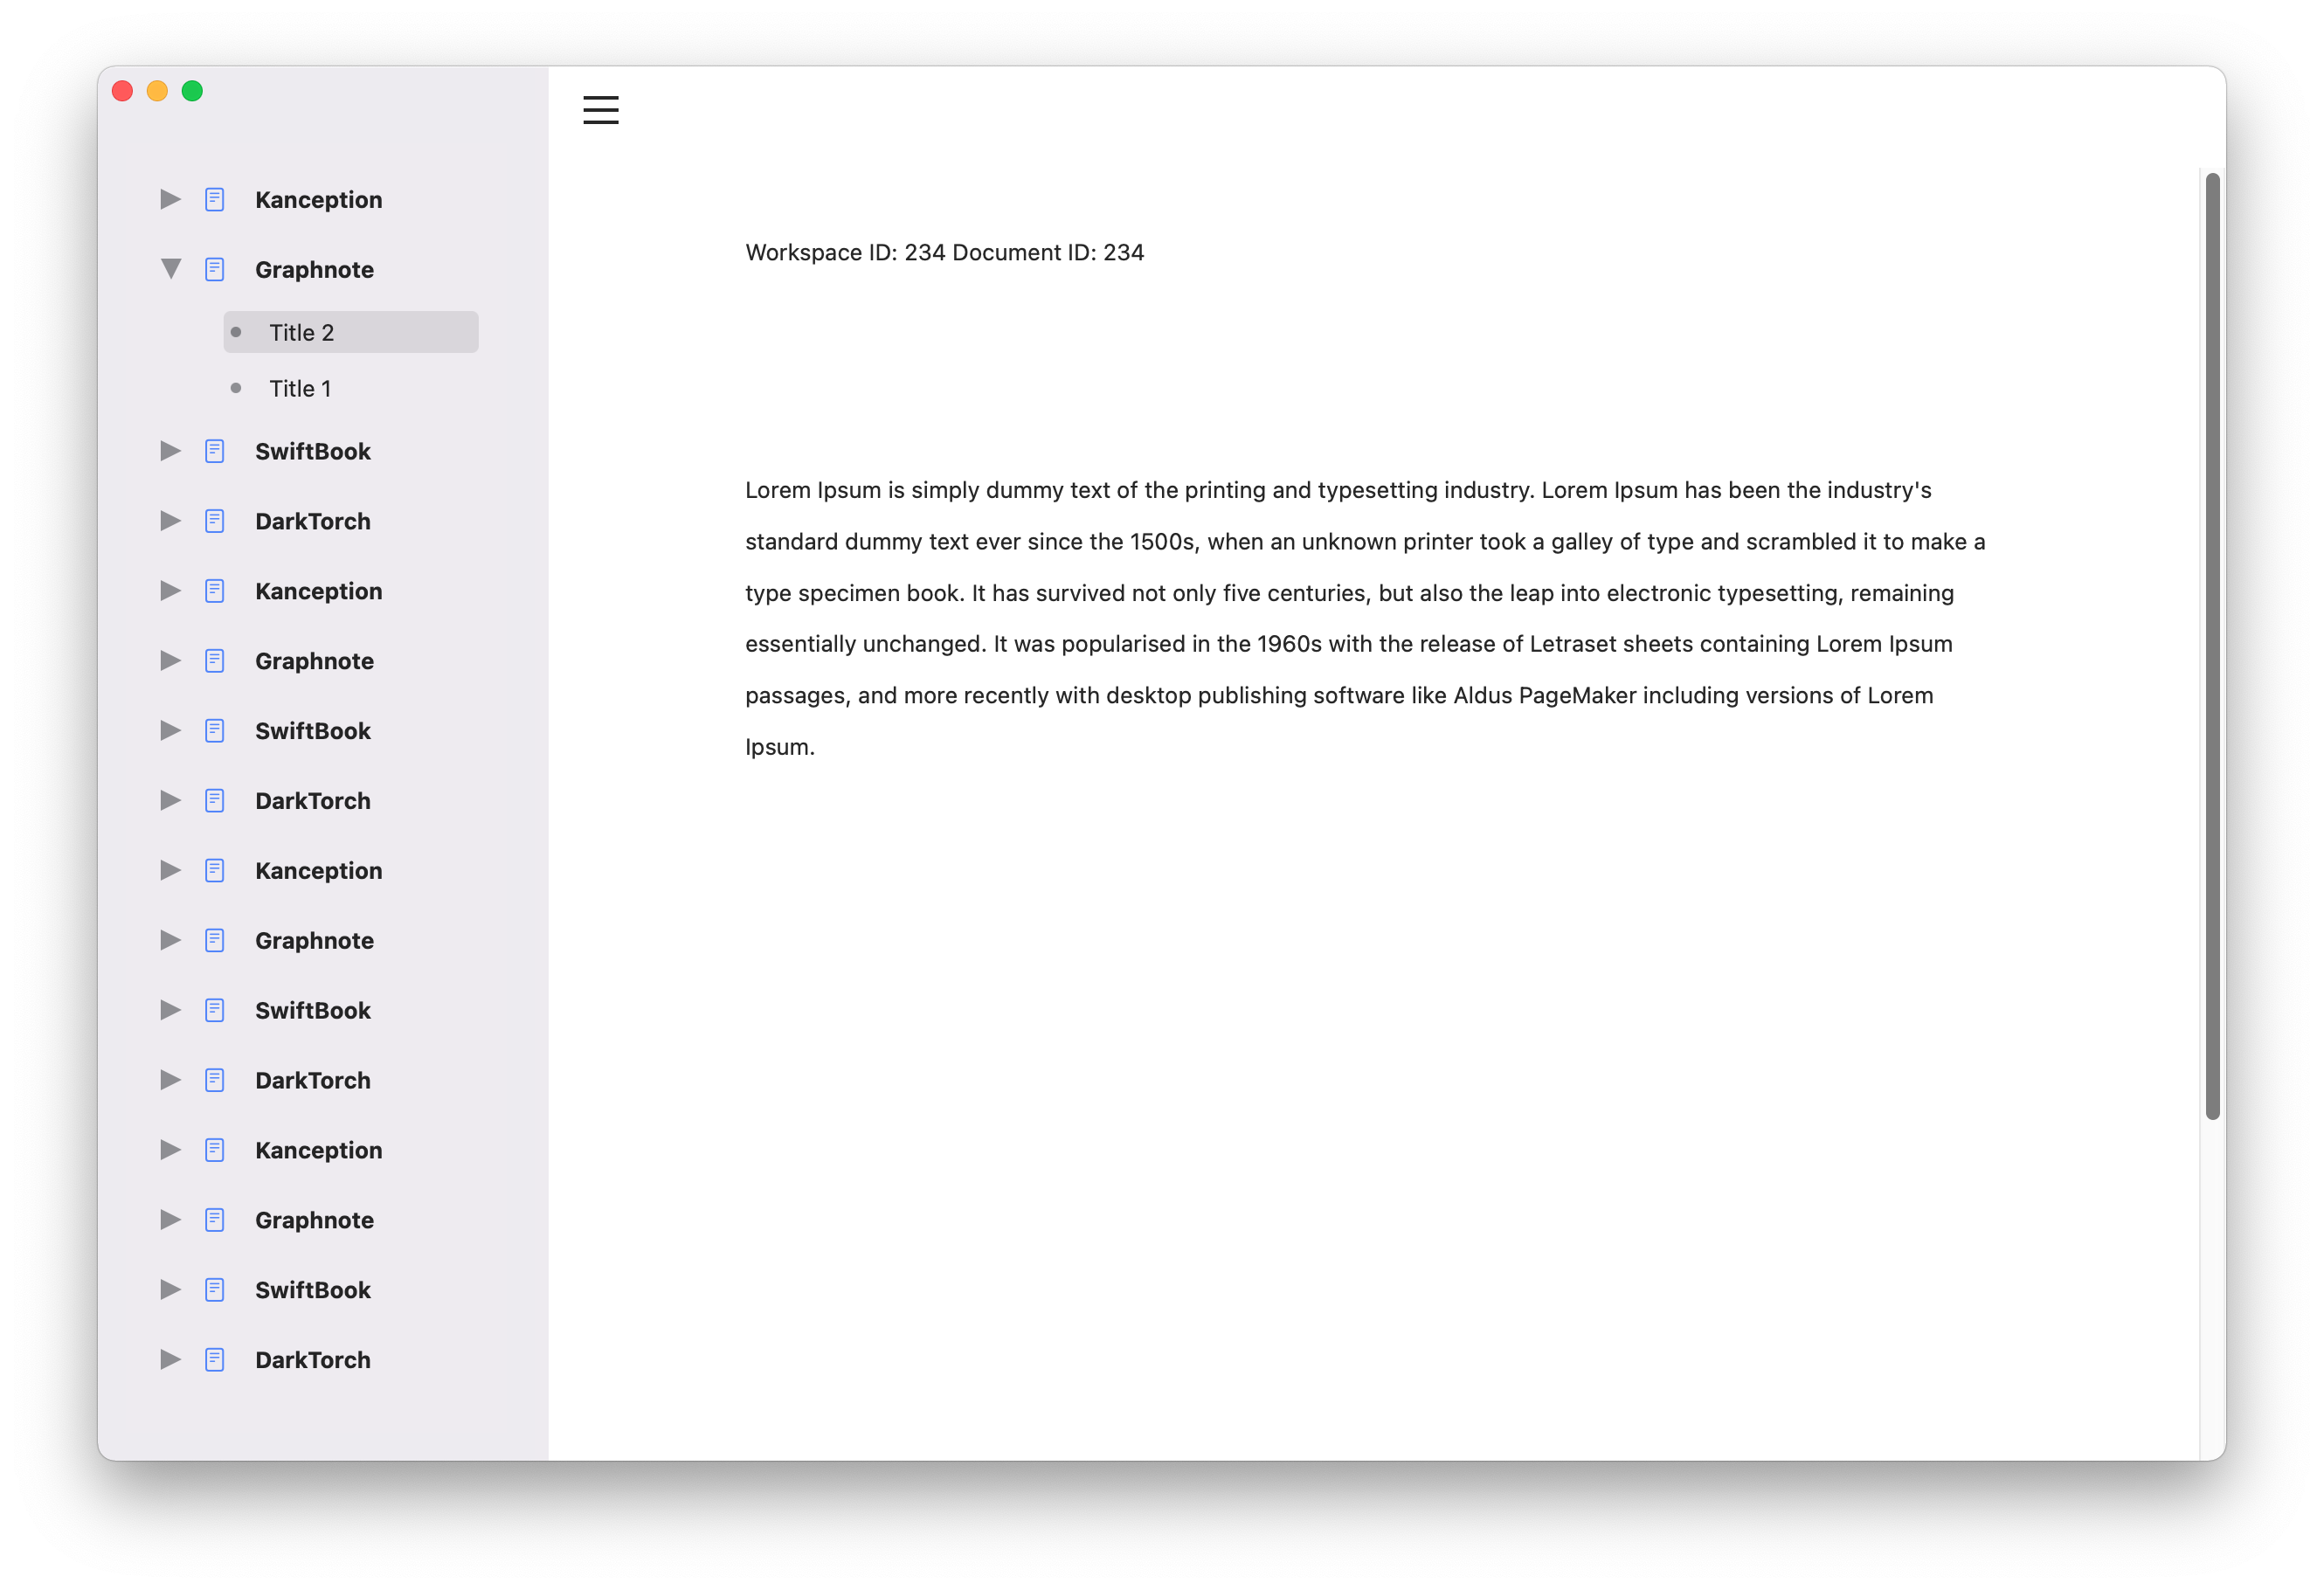 Kanception
Graphnote
Title 2
Title 1
SwiftBook
DarkTorch
Kanception
Graphnote
SwiftBook
DarkTorch
Kanception
Graphnote
SwiftBook
DarkTorch
Kanception
Graphnote
SwiftBook
DarkTorch
Workspace ID: 234 Document ID: 234
Lorem Ipsum is simply dummy text of the printing and typesetting industry. Lorem Ipsum has been the industry's
standard dummy text ever since the 1500s, when an unknown printer took a galley of type and scrambled it to make a
type specimen book. It has survived not only five centuries, but also the leap into electronic typesetting, remaining
essentially unchanged. It was popularised in the 1960s with the release of Letraset sheets containing Lorem Ipsum
passages, and more recently with desktop publishing software like Aldus PageMaker including versions of Lorem
Ipsum.